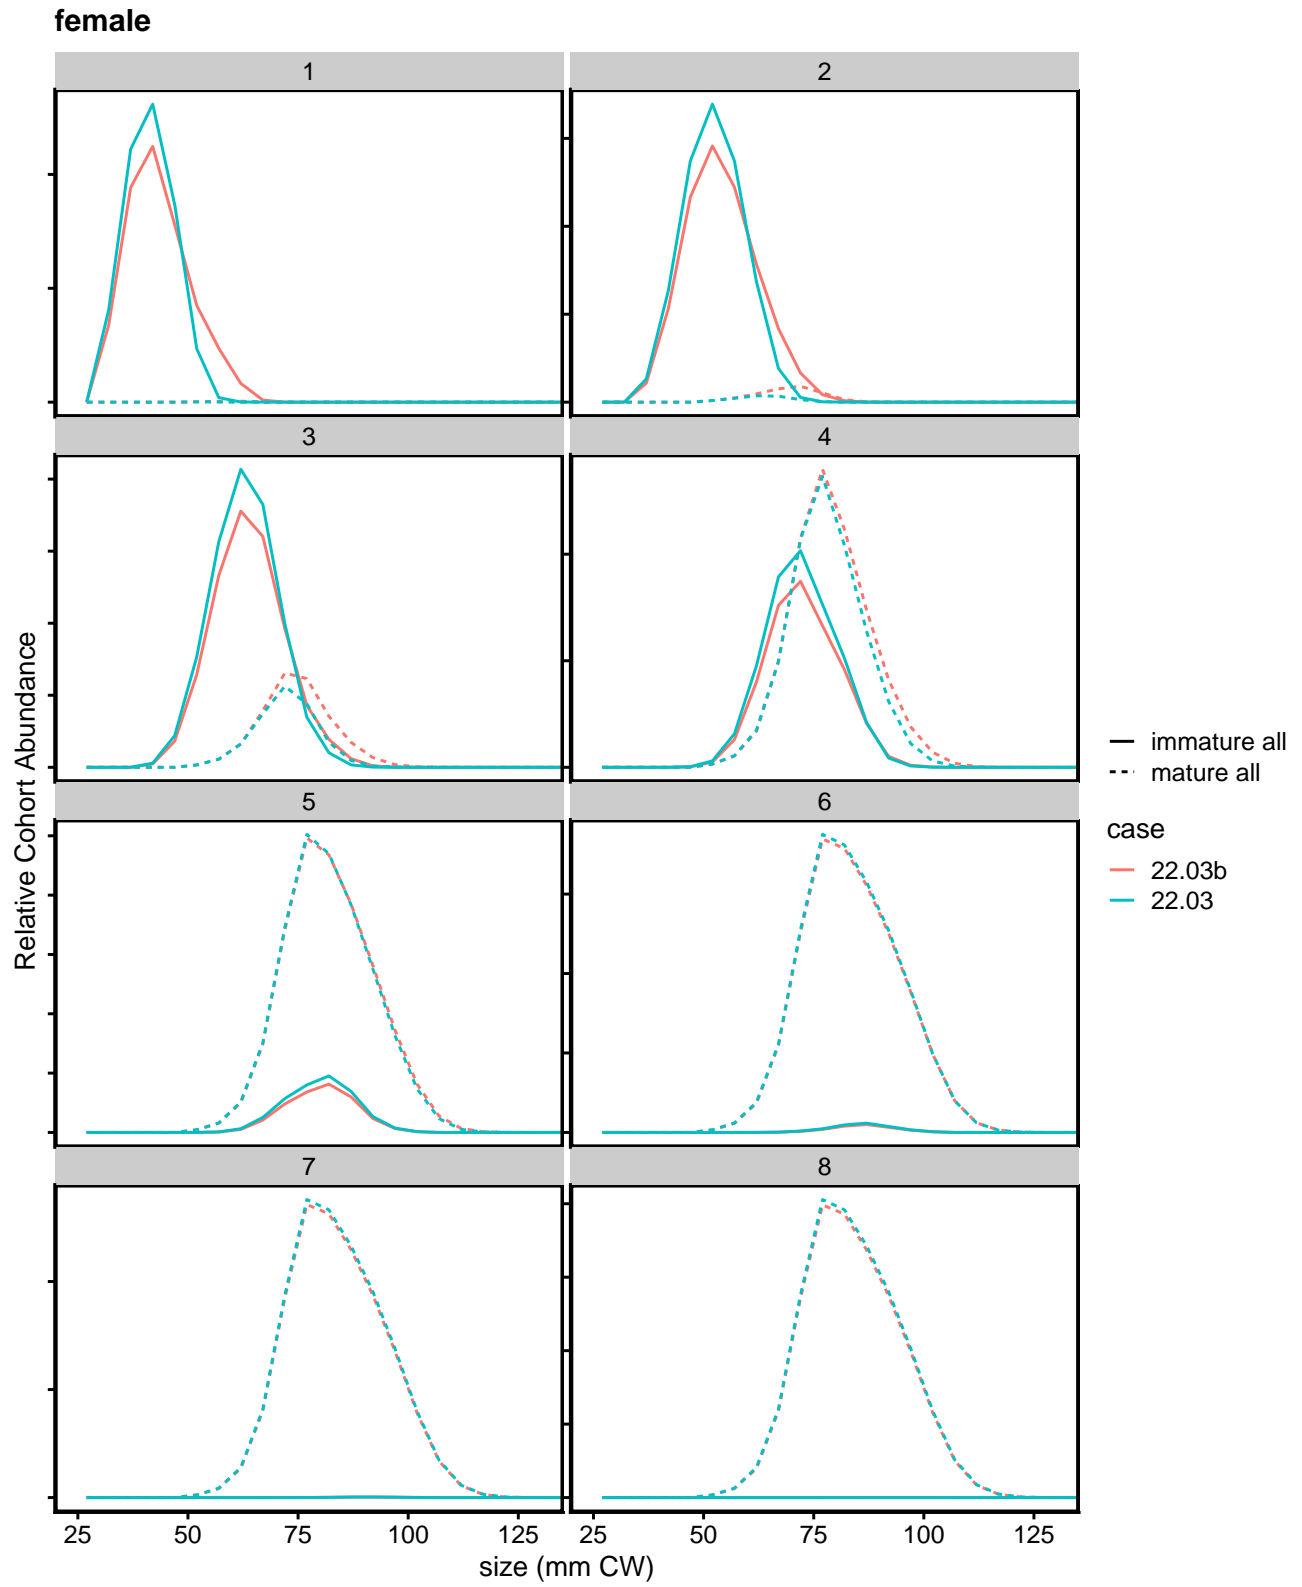 female
1
2
3
4
5
6
7
8
Relative Cohort Abundance
25 50 75 100 125
25 50 75 100 125
size (mm CW)
immature all
mature all
case
22.03b
22.03